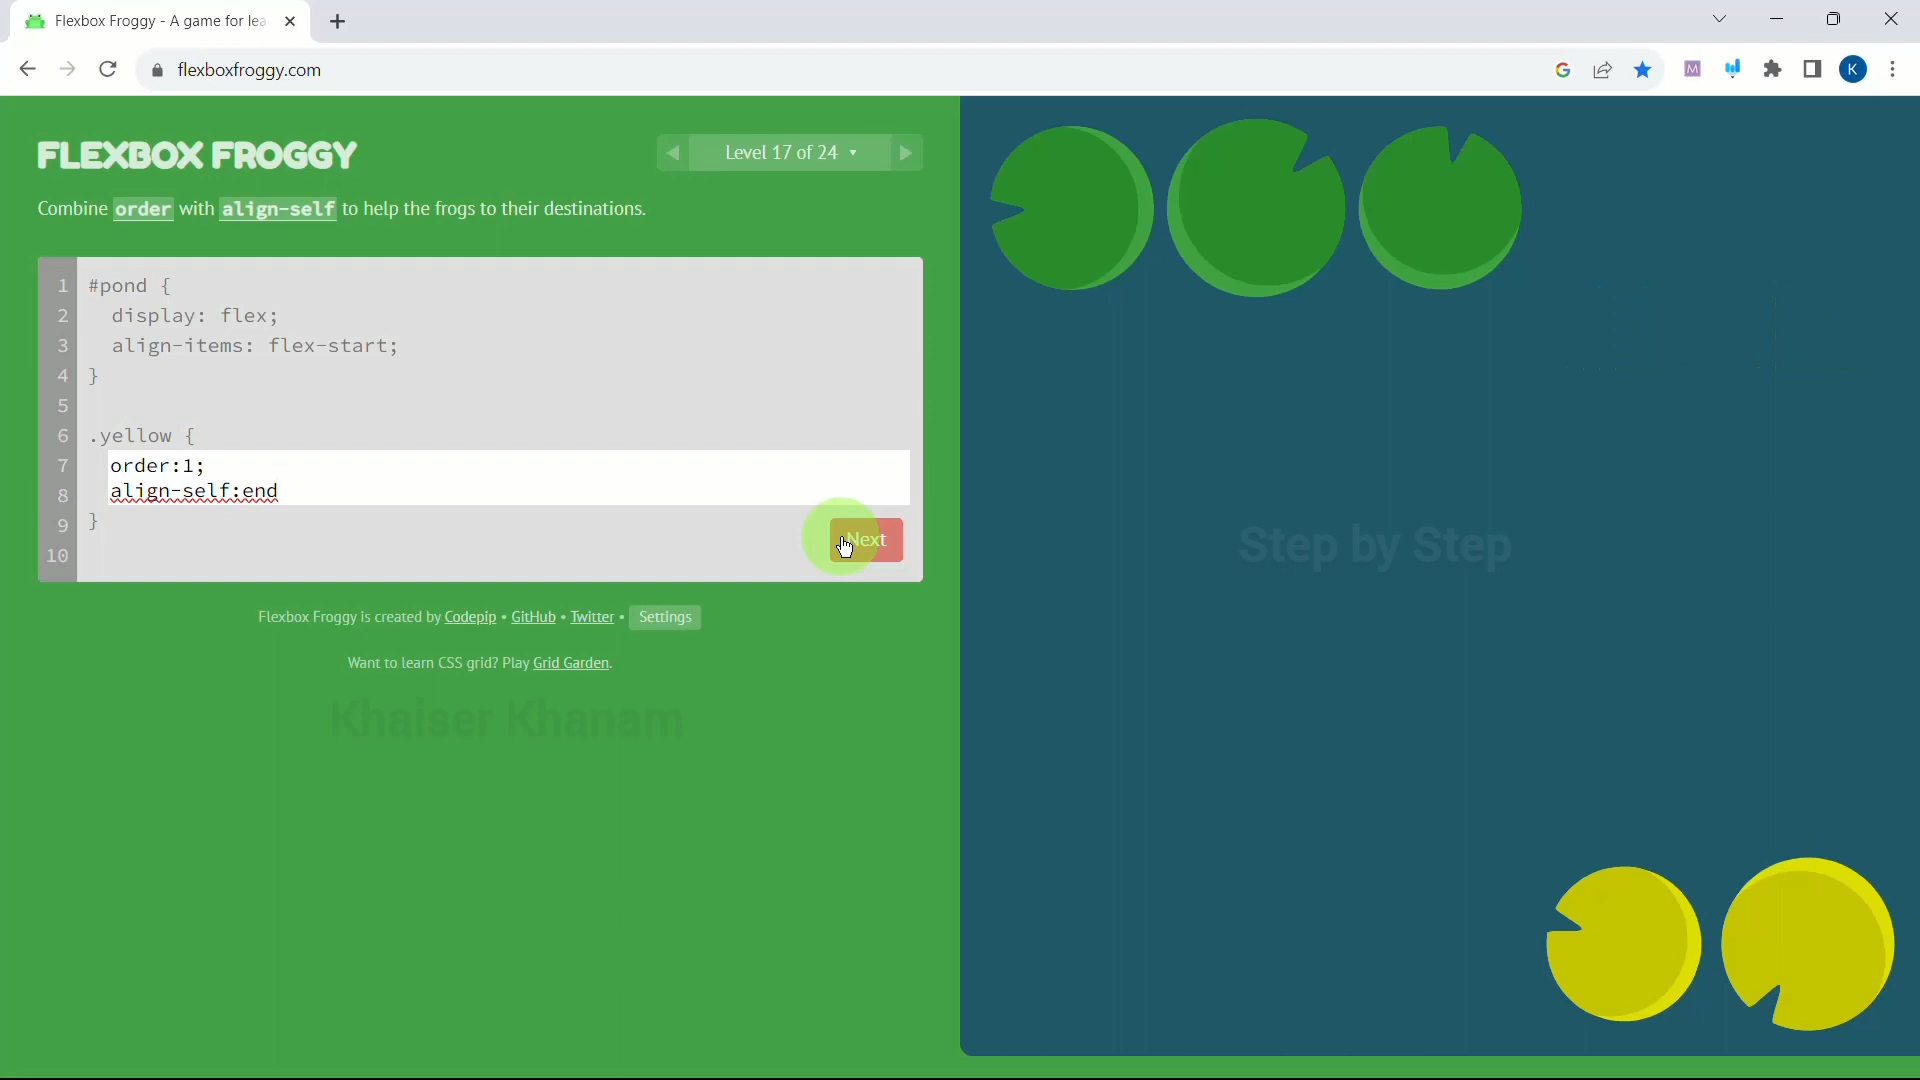 Flexbox Froggy - A game for lea
flexboxfroggy.com
K
FLEXBOX FROGGY
Level 17 of 24
Combine order with align-self to help the frogs to their destinations.
1 #pond {
2 display: flex;
3 align-items: flex-start;
4 }
5
6 .yellow {
7 order:1;
8 align-self:end
9 }
10
Next
Step by Step
Flexbox Froggy is created by Codepip • GitHub • Twitter • Settings
Want to learn CSS grid? Play Grid Garden.
Khaiser Khanam